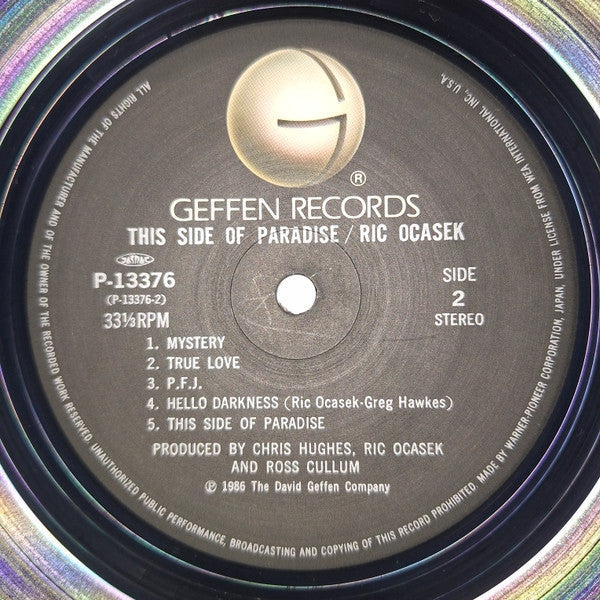 GEFFEN RECORDS
THIS SIDE OF PARADISE / RIC OCASEK
JASRAC
P-13376
(P-13376-2)
33⅓RPM
SIDE
2
STEREO
1. MYSTERY
2. TRUE LOVE
3. P.F.J.
4. HELLO DARKNESS (Ric Ocasek-Greg Hawkes)
5. THIS SIDE OF PARADISE
PRODUCED BY CHRIS HUGHES, RIC OCASEK
AND ROSS CULLUM
℗ 1986 The David Geffen Company
ALL RIGHTS OF THE MANUFACTURER AND OF THE OWNER OF THE RECORDED WORK RESERVED. UNAUTHORIZED PUBLIC PERFORMANCE, BROADCASTING AND COPYING OF THIS RECORD PROHIBITED. MADE BY WARNER-PIONEER CORPORATION, JAPAN, UNDER LICENSE FROM WEA INTERNATIONAL INC, U.S.A.
®